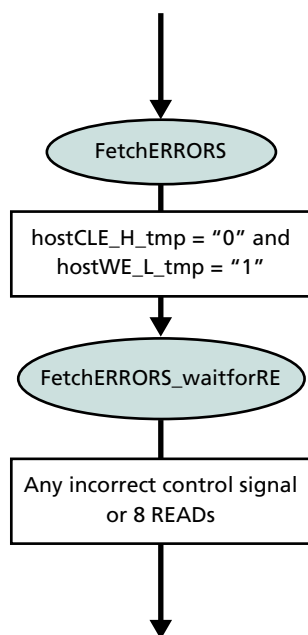 FetchERRORS
hostCLE_H_tmp = “0” and
hostWE_L_tmp = “1”
FetchERRORS_waitforRE
Any incorrect control signal
or 8 READs